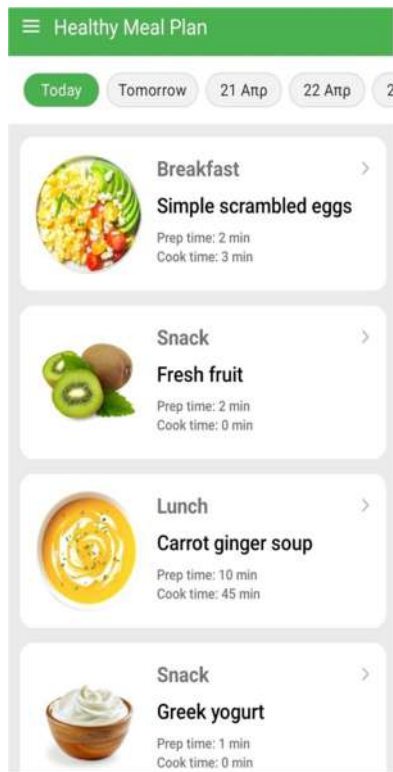 Healthy Meal Plan
Today Tomorrow 21 Απρ 22 Απρ 2
Breakfast
Simple scrambled eggs
Prep time: 2 min
Cook time: 3 min
Snack
Fresh fruit
Prep time: 2 min
Cook time: 0 min
Lunch
Carrot ginger soup
Prep time: 10 min
Cook time: 45 min
Snack
Greek yogurt
Prep time: 1 min
Cook time: 0 min